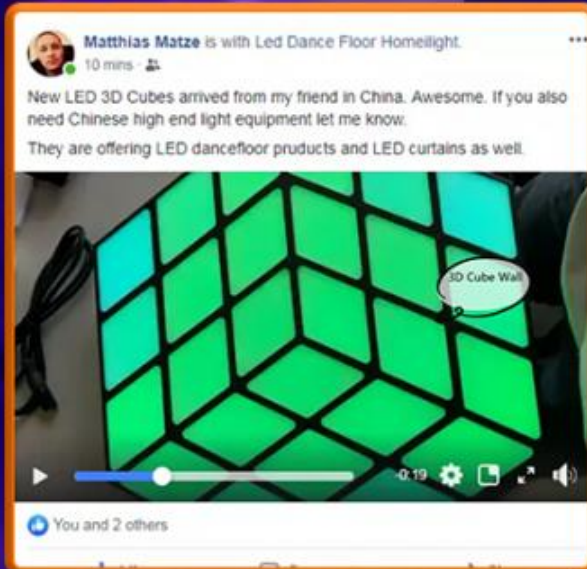 Matthias Matze is with Led Dance Floor Homeilight.
10 mins
New LED 3D Cubes arrived from my friend in China. Awesome. If you also
need Chinese high end light equipment let me know.
They are offering LED dancefloor pruducts and LED curtains as well.
3D Cube Wall
-0:19
You and 2 others